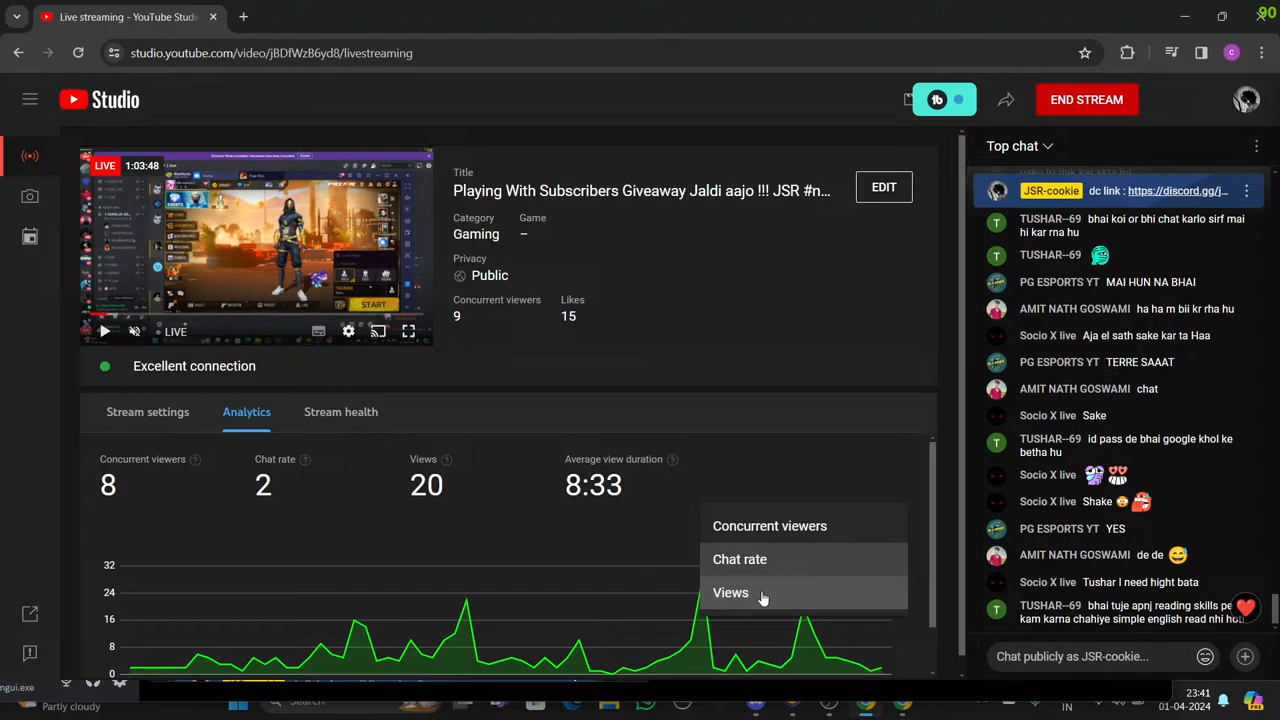 Live streaming - YouTube Studi
90
studio.youtube.com/video/jBDfWzB6yd8/livestreaming
c
Studio
END STREAM
LIVE 1:03:48
START
LIVE
Title
Playing With Subscribers Giveaway Jaldi aajo !!! JSR #n...
EDIT
Category
Gaming
Game
–
Privacy
Public
Concurrent viewers
9
Likes
15
Excellent connection
Stream settings
Analytics
Stream health
Concurrent viewers
8
Chat rate
2
Views
20
Average view duration
8:33
Concurrent viewers
Chat rate
Views
32
24
16
8
0
Top chat
JSR-cookie dc link : https://discord.gg/j...
T TUSHAR--69 bhai koi or bhi chat karlo sirf mai
hi kar rna hu
T TUSHAR--69
PG ESPORTS YT MAI HUN NA BHAI
AMIT NATH GOSWAMI ha ha m bii kr rha hu
Socio X live Aja el sath sake kar ta Haa
PG ESPORTS YT TERRE SAAAT
AMIT NATH GOSWAMI chat
Socio X live Sake
T TUSHAR--69 id pass de bhai google khol ke
betha hu
Socio X live
Socio X live Shake
PG ESPORTS YT YES
AMIT NATH GOSWAMI de de
Socio X live Tushar I need hight bata
T TUSHAR--69 bhai tuje apnj reading skills pe
kam karna chahiye simple english read nhi ho
Chat publicly as JSR-cookie...
ngui.exe
Partly cloudy
Search
IN
23:41
01-04-2024